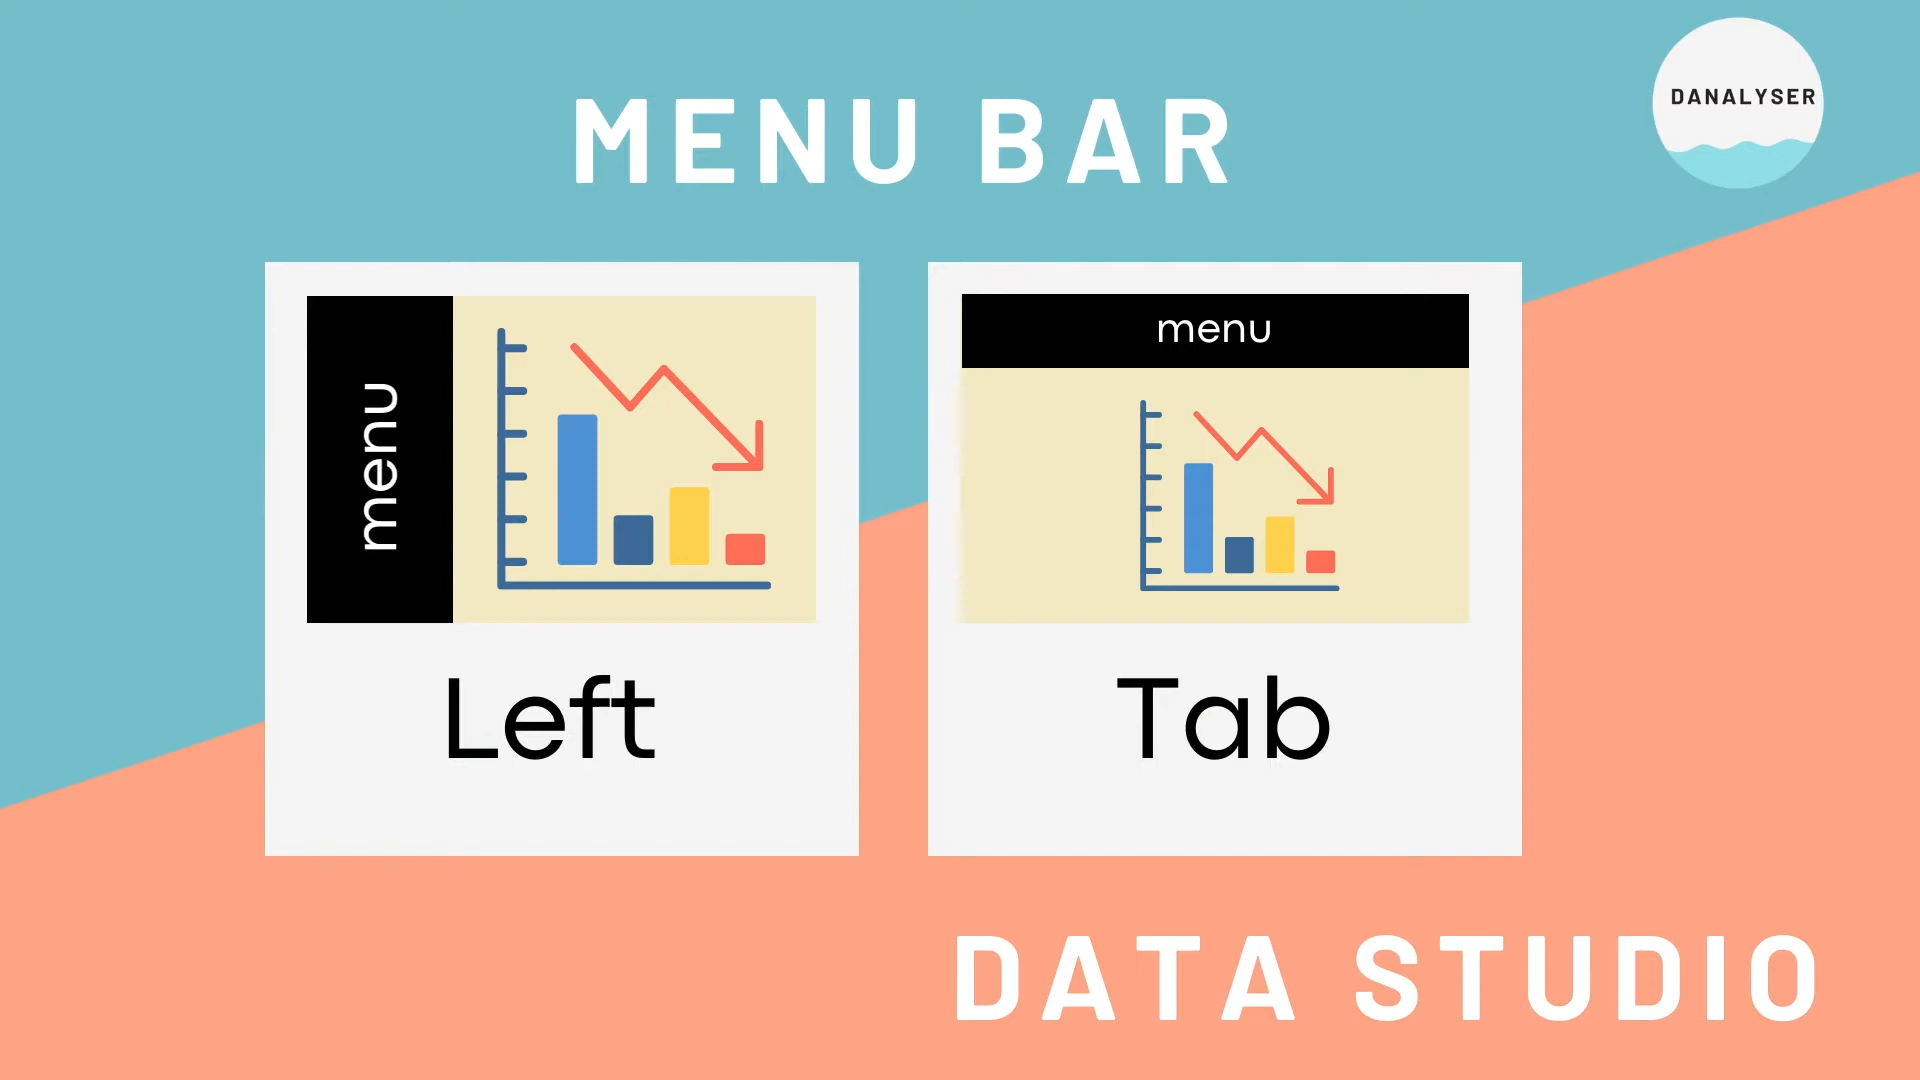 MENU BAR
DANALYSER
menu
Left
menu
Tab
DATA STUDIO